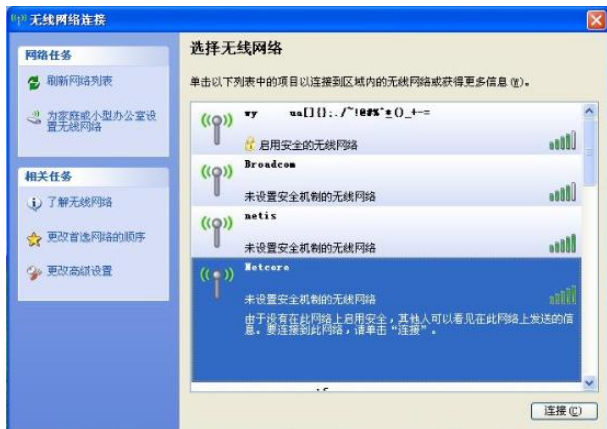 无线网络连接
网络任务
刷新网络列表
为家庭或小型办公室设
置无线网络
相关任务
了解无线网络
更改首选网络的顺序
更改高级设置
选择无线网络
单击以下列表中的项目以连接到区域内的无线网络或获得更多信息(W)。
启用安全的无线网络
Broadcom
未设置安全机制的无线网络
netis
未设置安全机制的无线网络
Netcore
未设置安全机制的无线网络
由于没有在此网络上启用安全，其他人可以看见在此网络上发送的信
息。要连接到此网络，请单击“连接”。
连接(C)